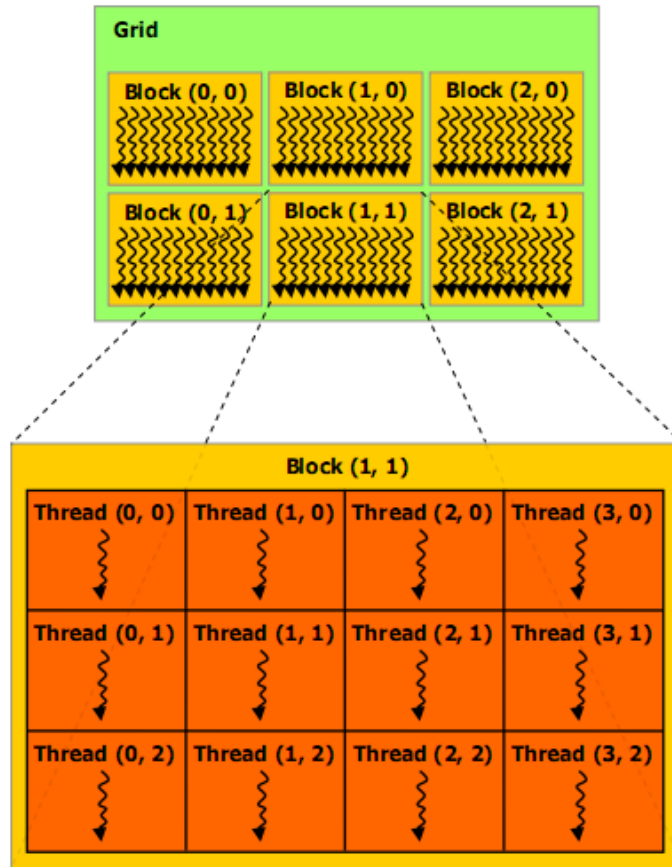 Grid
Block (0, 0) Block (1, 0) Block (2, 0)
Block (0, 1) Block (1, 1) Block (2, 1)
Block (1, 1)
Thread (0, 0) Thread (1, 0) Thread (2, 0) Thread (3, 0)
Thread (0, 1) Thread (1, 1) Thread (2, 1) Thread (3, 1)
Thread (0, 2) Thread (1, 2) Thread (2, 2) Thread (3, 2)